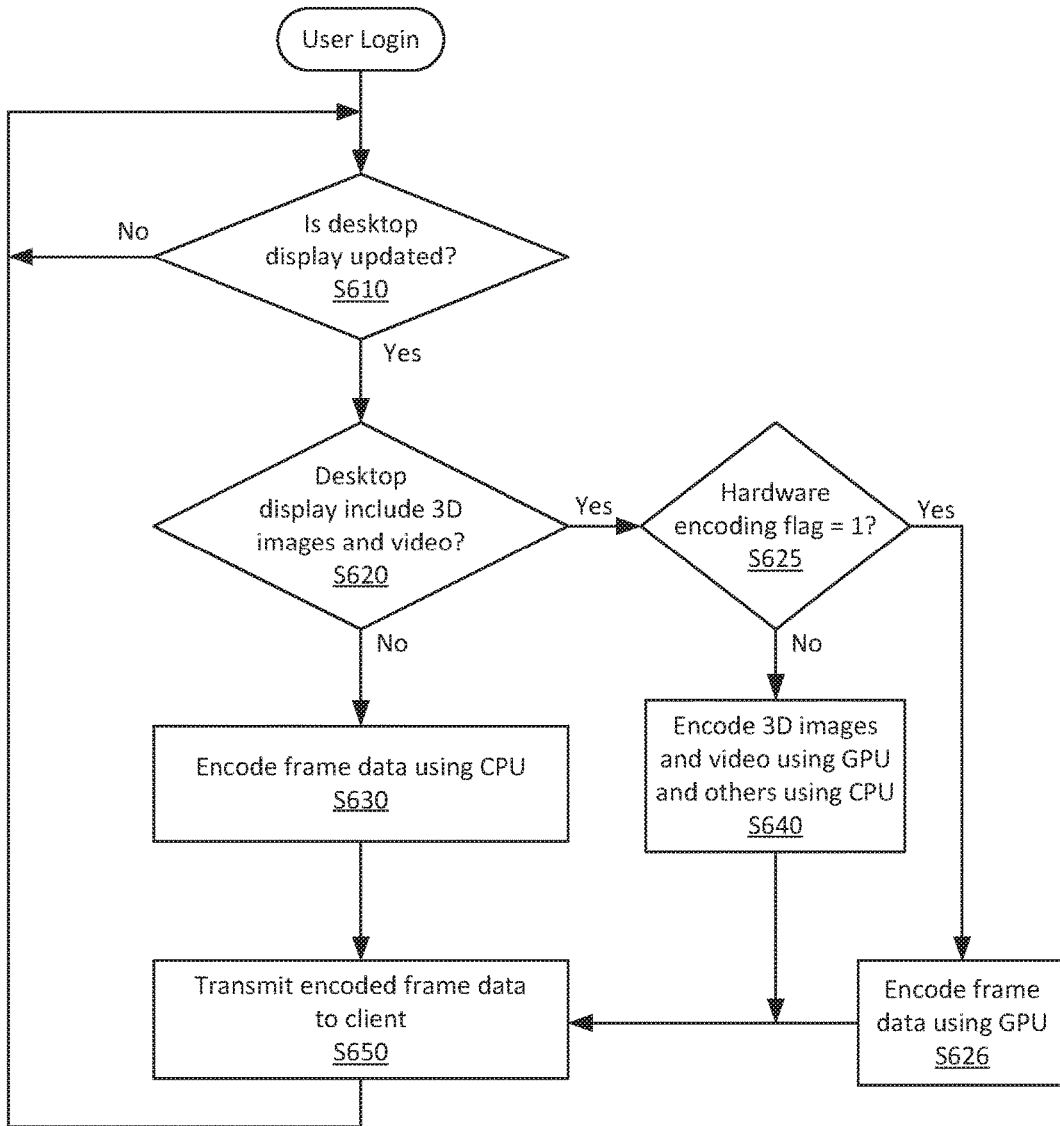 User Login
No
Is desktop
display updated?
S610
Yes
Desktop
display include 3D
images and video?
S620
Yes
Hardware
encoding flag = 1?
S625
Yes
No
No
Encode frame data using CPU
S630
Encode 3D images
and video using GPU
and others using CPU
S640
Transmit encoded frame data
to client
S650
Encode frame
data using GPU
S626